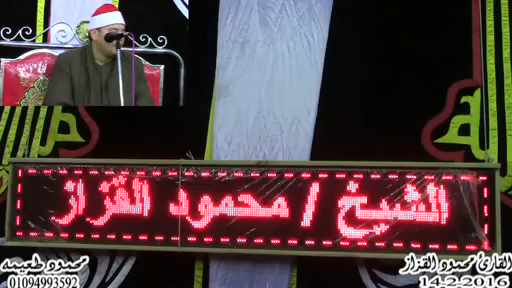 الشيخ / محمود القزاز
القارئ محمود القزاز
14-2-2016
محمود طعيمه
01094993592